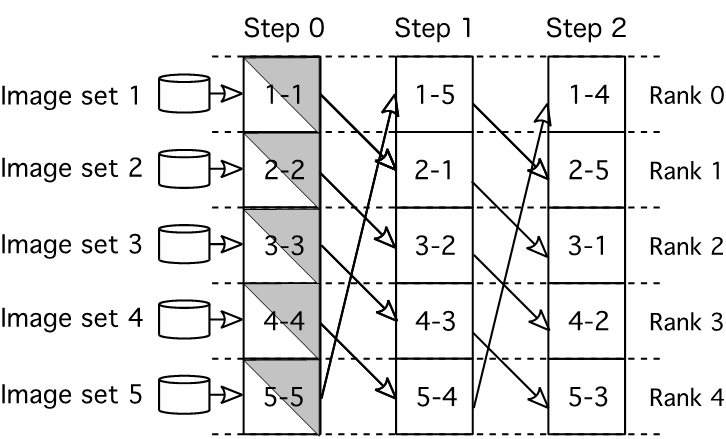 Step 0 Step 1 Step 2
Image set 1 1-1 1-5 1-4 Rank 0
Image set 2 2-2 2-1 2-5 Rank 1
Image set 3 3-3 3-2 3-1 Rank 2
Image set 4 4-4 4-3 4-2 Rank 3
Image set 5 5-5 5-4 5-3 Rank 4